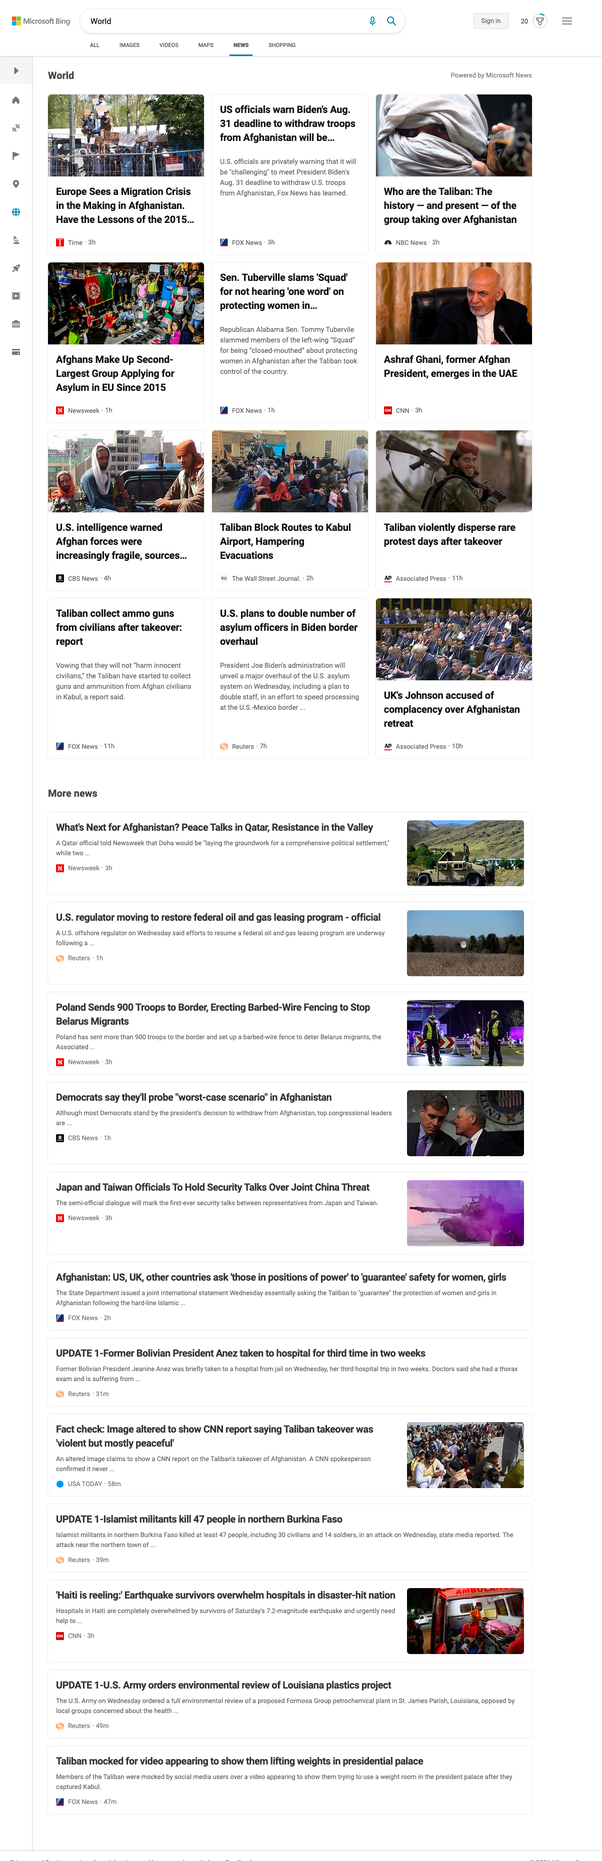 Microsoft Bing
World
Sign in
20
ALL
IMAGES
VIDEOS
MAPS
NEWS
SHOPPING
World
Powered by Microsoft News
Europe Sees a Migration Crisis
in the Making in Afghanistan.
Have the Lessons of the 2015...
Time · 3h
US officials warn Biden's Aug.
31 deadline to withdraw troops
from Afghanistan will be...
U.S. officials are privately warning that it will
be "challenging" to meet President Biden's
Aug. 31 deadline to withdraw U.S. troops
from Afghanistan, Fox News has learned.
FOX News · 3h
Who are the Taliban: The
history — and present — of the
group taking over Afghanistan
NBC News · 2h
Afghans Make Up Second-
Largest Group Applying for
Asylum in EU Since 2015
Newsweek · 1h
Sen. Tuberville slams 'Squad'
for not hearing 'one word' on
protecting women in...
Republican Alabama Sen. Tommy Tubervile
slammed members of the left-wing "Squad"
for being "closed-mouthed" about protecting
women in Afghanistan after the Taliban took
control of the country.
FOX News · 1h
Ashraf Ghani, former Afghan
President, emerges in the UAE
CNN · 3h
U.S. intelligence warned
Afghan forces were
increasingly fragile, sources...
CBS News · 4h
Taliban Block Routes to Kabul
Airport, Hampering
Evacuations
The Wall Street Journal. · 2h
Taliban violently disperse rare
protest days after takeover
AP Associated Press · 11h
Taliban collect ammo guns
from civilians after takeover:
report
Vowing that they will not "harm innocent
civilians," the Taliban have started to collect
guns and ammunition from Afghan civilians
in Kabul, a report said.
FOX News · 11h
U.S. plans to double number of
asylum officers in Biden border
overhaul
President Joe Biden's administration will
unveil a major overhaul of the U.S. asylum
system on Wednesday, including a plan to
double staff, in an effort to speed processing
at the U.S.-Mexico border ...
Reuters · 7h
UK's Johnson accused of
complacency over Afghanistan
retreat
AP Associated Press · 10h
More news
What's Next for Afghanistan? Peace Talks in Qatar, Resistance in the Valley
A Qatar official told Newsweek that Doha would be "laying the groundwork for a comprehensive political settlement,"
while two ...
Newsweek · 3h
U.S. regulator moving to restore federal oil and gas leasing program - official
A U.S. offshore regulator on Wednesday said efforts to resume a federal oil and gas leasing program are underway
following a ...
Reuters · 1h
Poland Sends 900 Troops to Border, Erecting Barbed-Wire Fencing to Stop
Belarus Migrants
Poland has sent more than 900 troops to the border and set up a barbed-wire fence to deter Belarus migrants, the
Associated ...
Newsweek · 3h
Democrats say they'll probe "worst-case scenario" in Afghanistan
Although most Democrats stand by the president's decision to withdraw from Afghanistan, top congressional leaders
are ...
CBS News · 1h
Japan and Taiwan Officials To Hold Security Talks Over Joint China Threat
The semi-official dialogue will mark the first-ever security talks between representatives from Japan and Taiwan.
Newsweek · 3h
Afghanistan: US, UK, other countries ask 'those in positions of power' to 'guarantee' safety for women, girls
The State Department issued a joint international statement Wednesday essentially asking the Taliban to "guarantee" the protection of women and girls in
Afghanistan following the hard-line Islamic ...
FOX News · 2h
UPDATE 1-Former Bolivian President Anez taken to hospital for third time in two weeks
Former Bolivian President Jeanine Anez was briefly taken to a hospital from jail on Wednesday, her third hospital trip in two weeks. Doctors said she had a thorax
exam and is suffering from ...
Reuters · 31m
Fact check: Image altered to show CNN report saying Taliban takeover was
'violent but mostly peaceful'
An altered image claims to show a CNN report on the Taliban's takeover of Afghanistan. A CNN spokesperson
confirmed it never ...
USA TODAY · 58m
UPDATE 1-Islamist militants kill 47 people in northern Burkina Faso
Islamist militants in northern Burkina Faso killed at least 47 people, including 30 civilians and 14 soldiers, in an attack on Wednesday, state media reported. The
attack near the northern town of ...
Reuters · 39m
'Haiti is reeling:' Earthquake survivors overwhelm hospitals in disaster-hit nation
Hospitals in Haiti are completely overwhelmed by survivors of Saturday's 7.2-magnitude earthquake and urgently need
help to ...
CNN · 3h
UPDATE 1-U.S. Army orders environmental review of Louisiana plastics project
The U.S. Army on Wednesday ordered a full environmental review of a proposed Formosa Group petrochemical plant in St. James Parish, Louisiana, opposed by
local groups concerned about the health ...
Reuters · 49m
Taliban mocked for video appearing to show them lifting weights in presidential palace
Members of the Taliban were mocked by social media users over a video appearing to show them trying to use a weight room in the president palace after they
captured Kabul.
FOX News · 47m